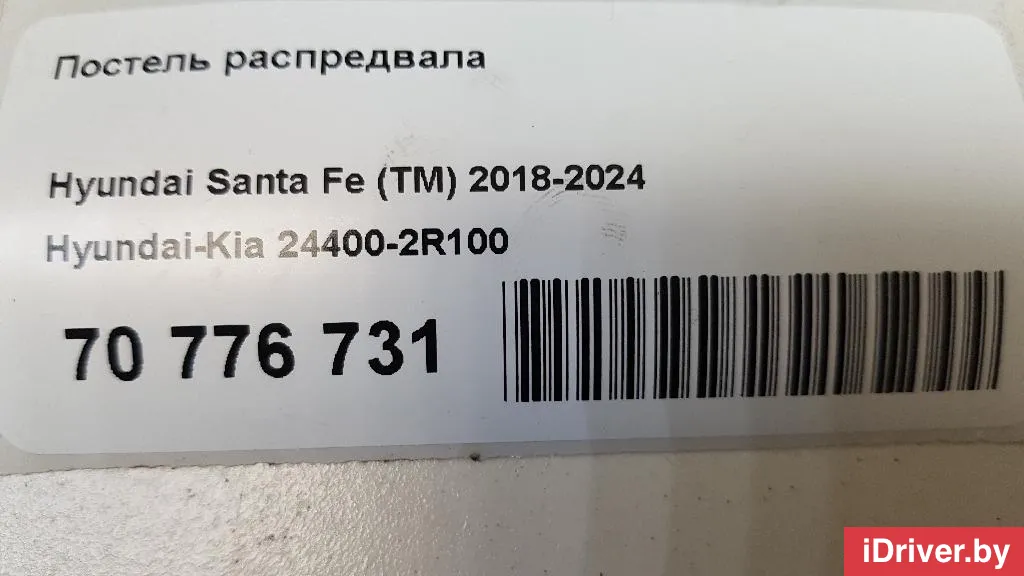 Постель распредвала
Hyundai Santa Fe (TM) 2018-2024
Hyundai-Kia 24400-2R100
70 776 731
iDriver.by